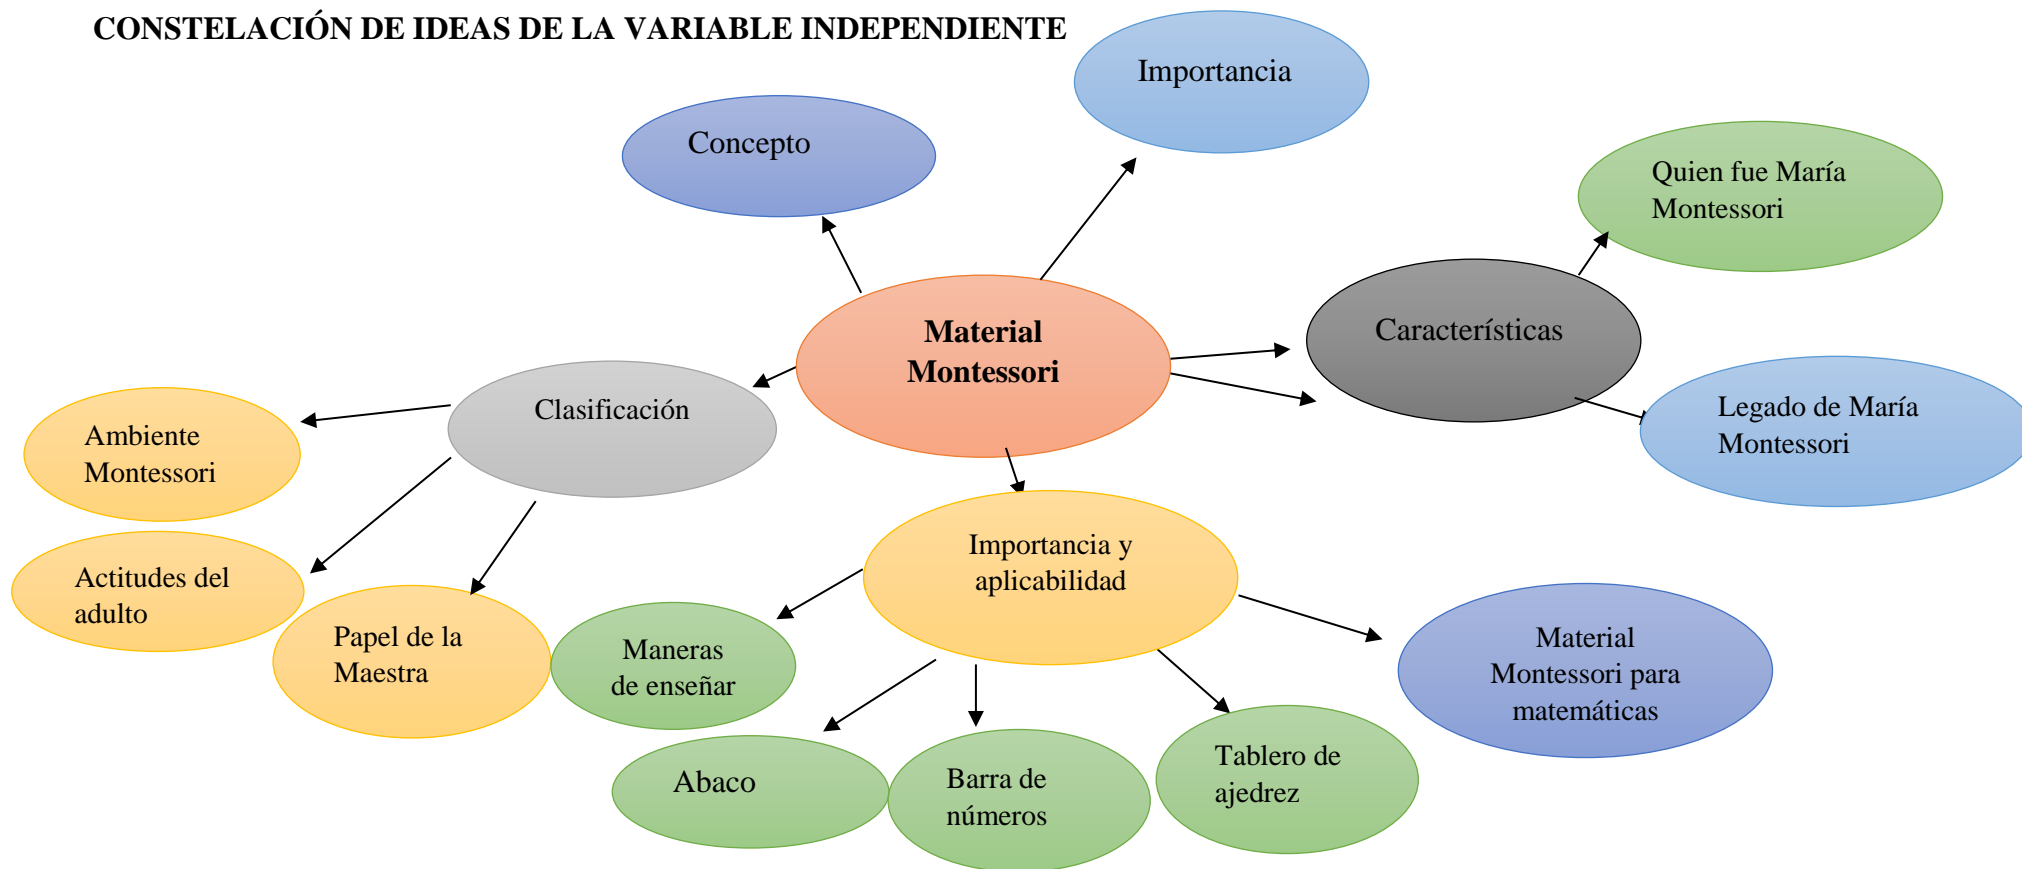 CONSTELACIÓN DE IDEAS DE LA VARIABLE INDEPENDIENTE
Importancia
Concepto
Quien fue María
Montessori
Material
Montessori
Características
Clasificación
Legado de María
Montessori
Ambiente
Montessori
Importancia y
aplicabilidad
Actitudes del
adulto
Papel de la
Maestra
Maneras
de enseñar
Material
Montessori para
matemáticas
Abaco
Barra de
números
Tablero de
ajedrez